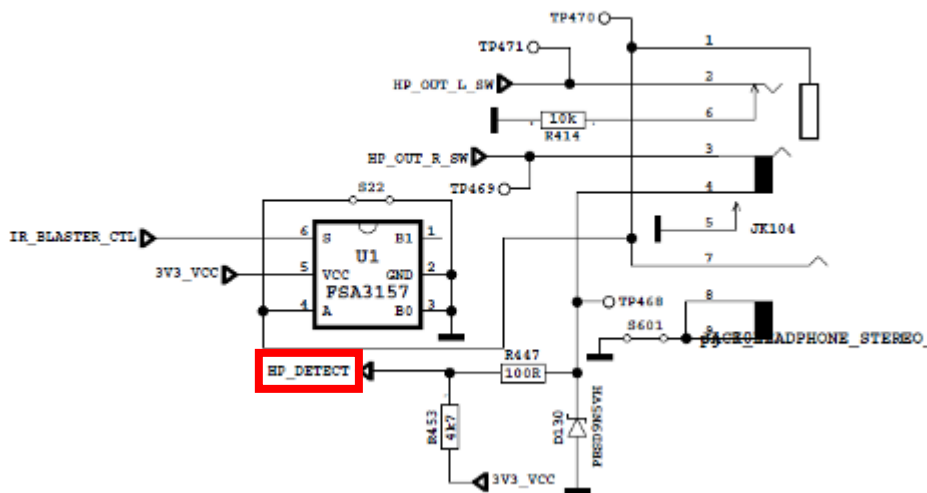 TP470
1
TP471
HP_OUT_L_SW
2
10k
R414
6
HP_OUT_R_SW
3
TP469
4
S22
5
JK104
IR_BLASTER_CTL
6
S
B1
1
U1
7
3V3_VCC
5
VCC
GND
2
FSA3157
4
A
B0
3
TP468
8
S601
HEADPHONE_STEREO_
R447
100R
HP_DETECT
R453
4k7
D130
PESD9N5VH
3V3_VCC